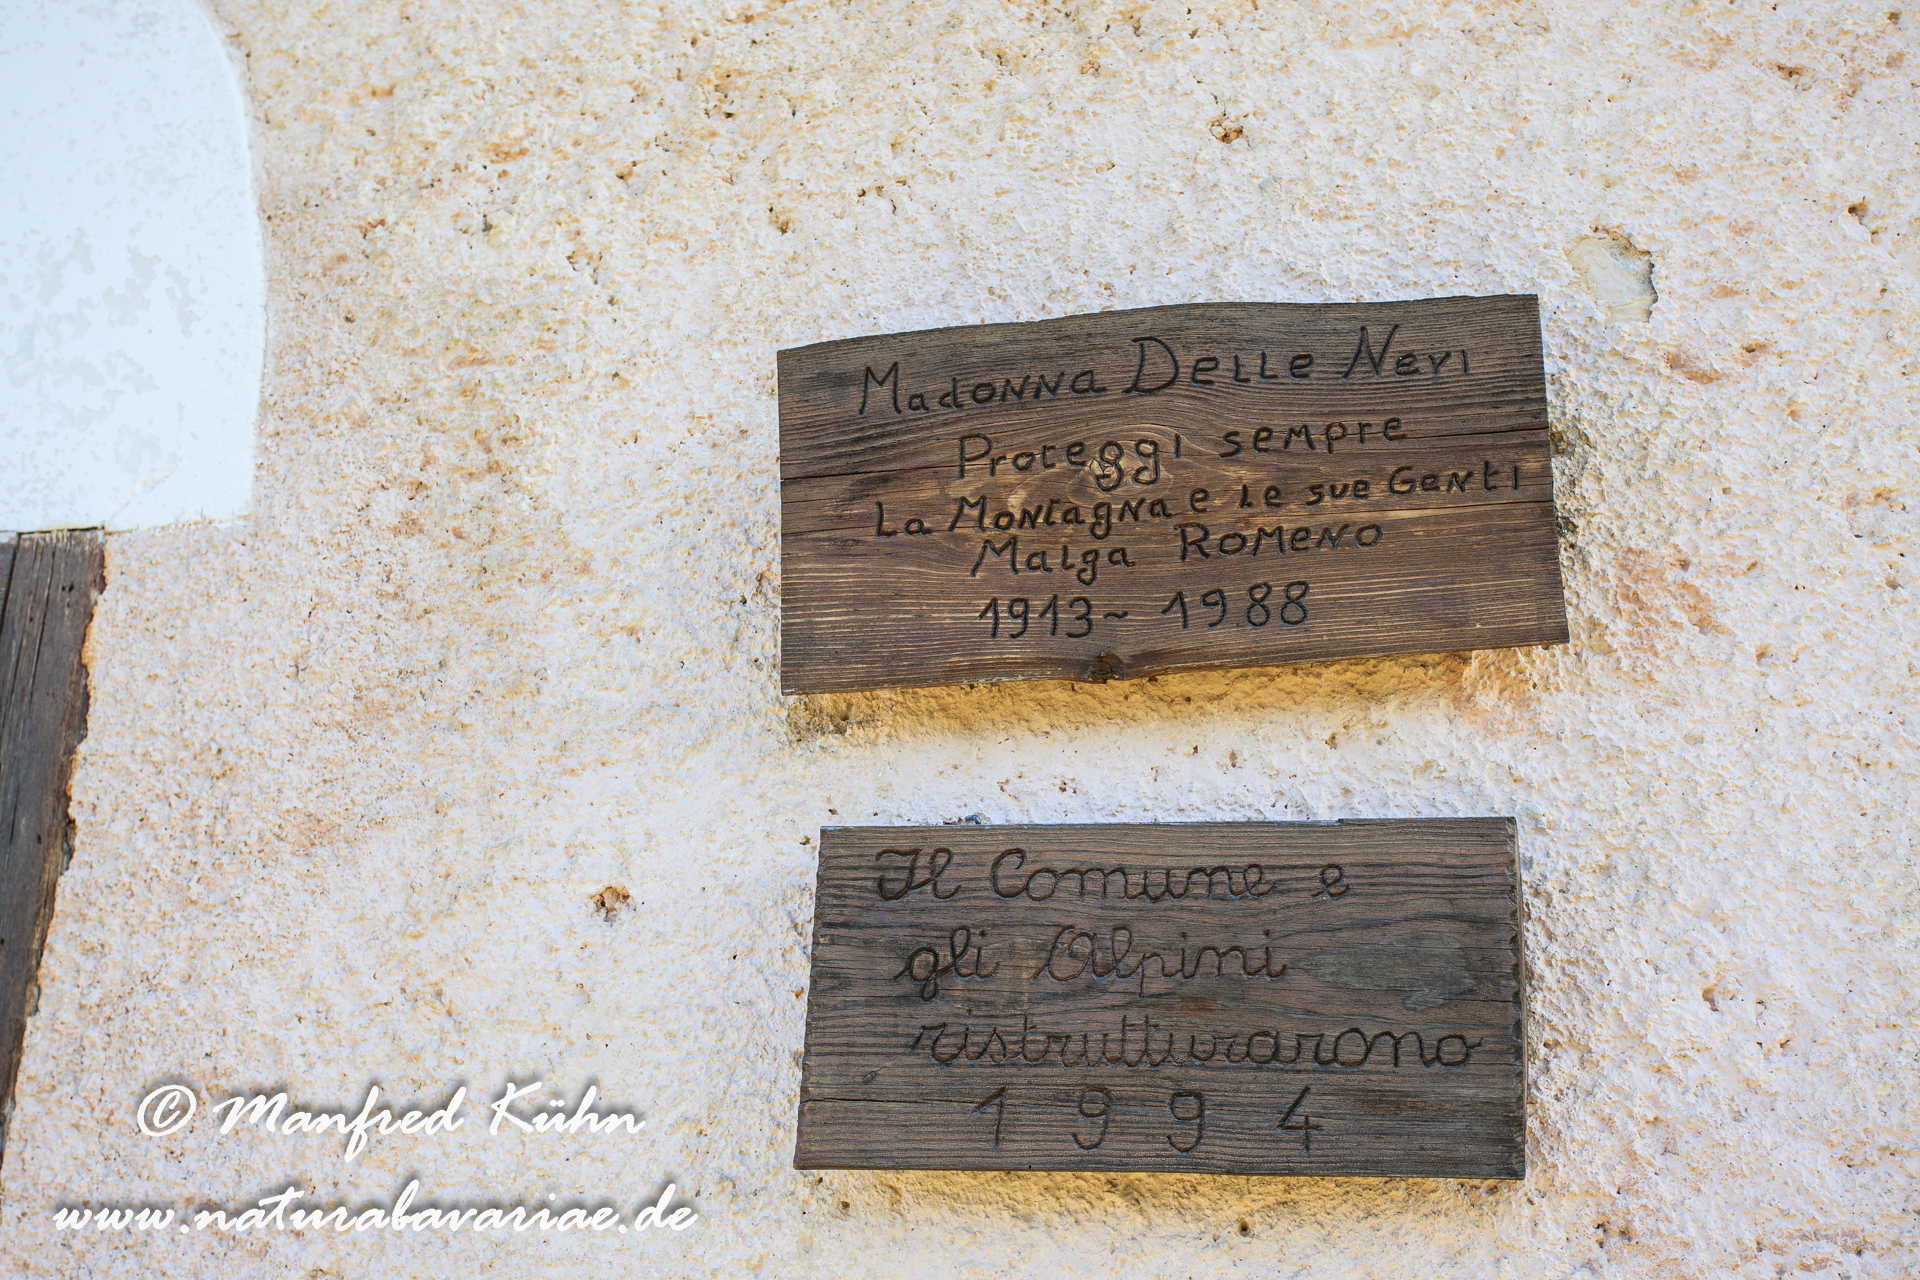 Madonna Delle Nevi
Proteggi sempre
La Montagna e le sue Genti
Malga Romeno
1913~1988
Il Comune e
gli Alpini
ristrutturarono
1994
© Manfred Kühn
www.naturabavariae.de